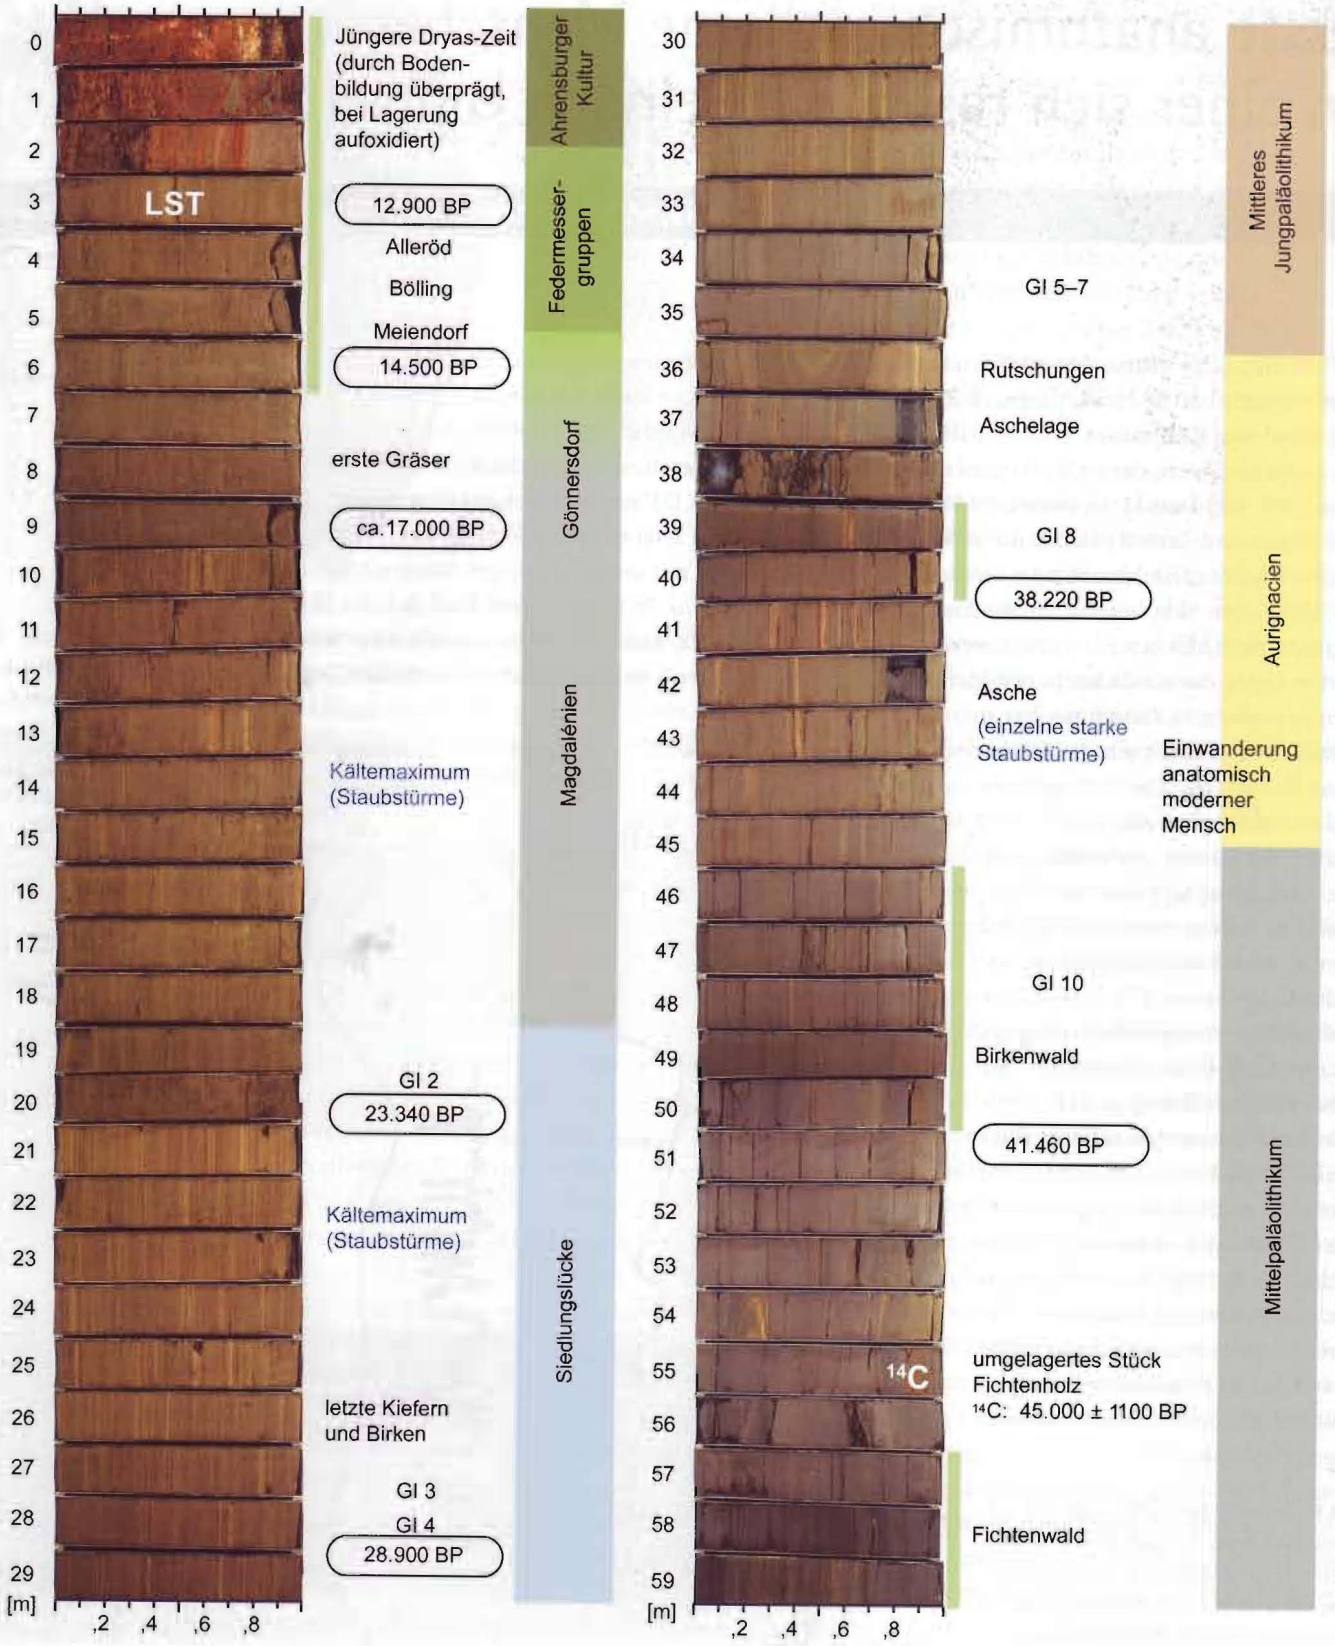 0
1
2
3
4
5
6
7
8
9
10
11
12
13
14
15
16
17
18
19
20
21
22
23
24
25
26
27
28
29
[m]
,2 ,4 ,6 ,8
LST
Jüngere Dryas-Zeit
(durch Boden-
bildung überprägt,
bei Lagerung
aufoxidiert)
12.900 BP
Alleröd
Bölling
Meiendorf
14.500 BP
erste Gräser
ca.17.000 BP
Kältemaximum
(Staubstürme)
GI 2
23.340 BP
Kältemaximum
(Staubstürme)
letzte Kiefern
und Birken
GI 3
GI 4
28.900 BP
Ahrensburger
Kultur
Federmesser-
gruppen
Gönnersdorf
Magdalénien
Siedlungslücke
30
31
32
33
34
35
36
37
38
39
40
41
42
43
44
45
46
47
48
49
50
51
52
53
54
55
56
57
58
59
[m]
,2 ,4 ,6 ,8
¹⁴C
GI 5–7
Rutschungen
Aschelage
GI 8
38.220 BP
Asche
(einzelne starke
Staubstürme)
Einwanderung
anatomisch
moderner
Mensch
GI 10
Birkenwald
41.460 BP
umgelagertes Stück
Fichtenholz
¹⁴C: 45.000 ± 1100 BP
Fichtenwald
Mittleres
Jungpaläolithikum
Aurignacien
Mittelpaläolithikum